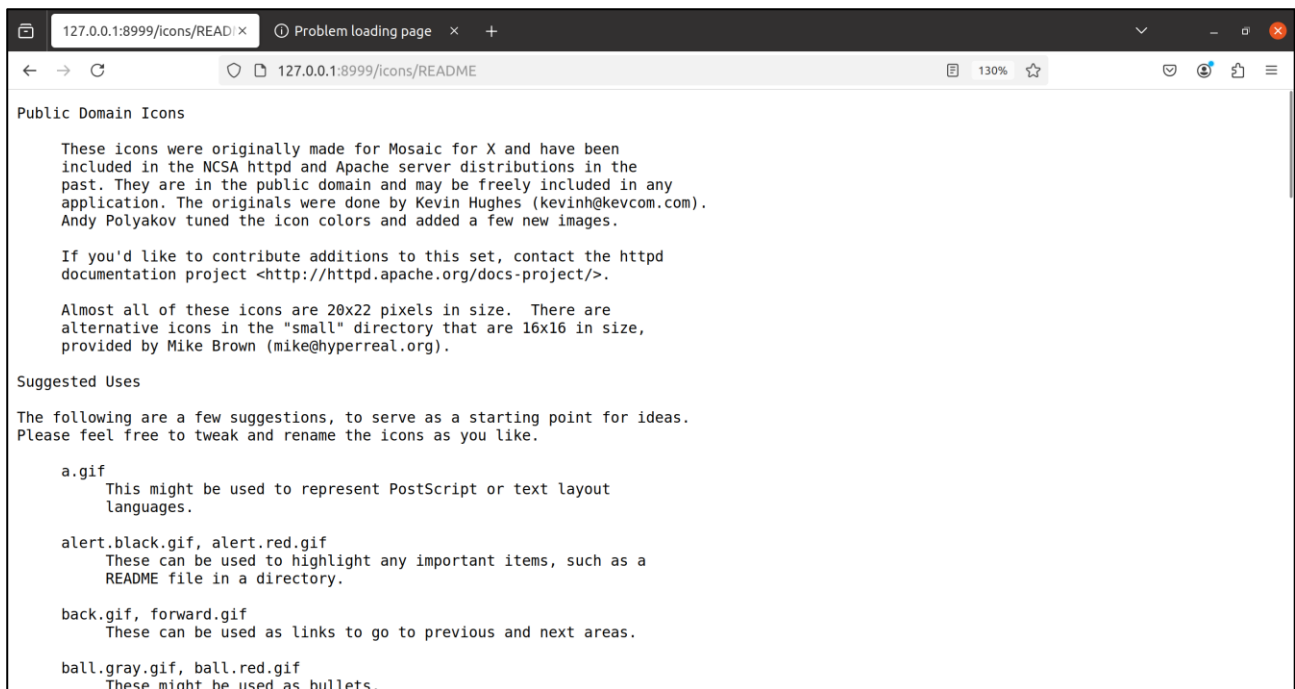 127.0.0.1:8999/icons/READ
Problem loading page
127.0.0.1:8999/icons/README
130%
Public Domain Icons
These icons were originally made for Mosaic for X and have been
included in the NCSA httpd and Apache server distributions in the
past. They are in the public domain and may be freely included in any
application. The originals were done by Kevin Hughes (kevinh@kevcom.com).
Andy Polyakov tuned the icon colors and added a few new images.
If you'd like to contribute additions to this set, contact the httpd
documentation project <http://httpd.apache.org/docs-project/>.
Almost all of these icons are 20x22 pixels in size.  There are
alternative icons in the "small" directory that are 16x16 in size,
provided by Mike Brown (mike@hyperreal.org).
Suggested Uses
The following are a few suggestions, to serve as a starting point for ideas.
Please feel free to tweak and rename the icons as you like.
a.gif
This might be used to represent PostScript or text layout
languages.
alert.black.gif, alert.red.gif
These can be used to highlight any important items, such as a
README file in a directory.
back.gif, forward.gif
These can be used as links to go to previous and next areas.
ball.gray.gif, ball.red.gif
These might be used as bullets.